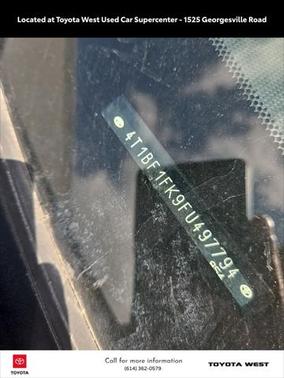 Located at Toyota West Used Car Supercenter - 1525 Georgesville Road
4T1BF1FK9FU497794
TOYOTA
Call for more information
(614) 362-0579
TOYOTA WEST